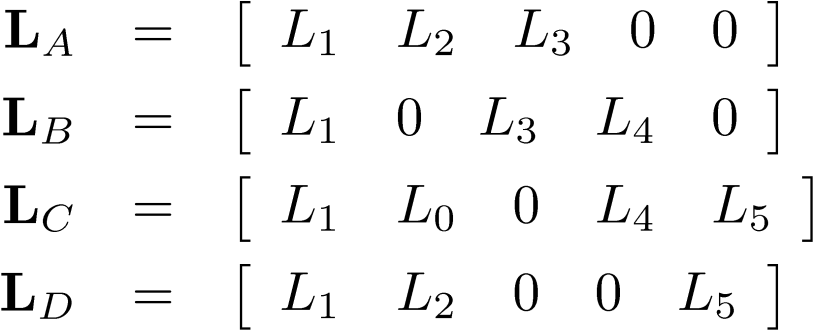 L_A = [ L_1 L_2 L_3 0 0 ]
L_B = [ L_1 0 L_3 L_4 0 ]
L_C = [ L_1 L_0 0 L_4 L_5 ]
L_D = [ L_1 L_2 0 0 L_5 ]